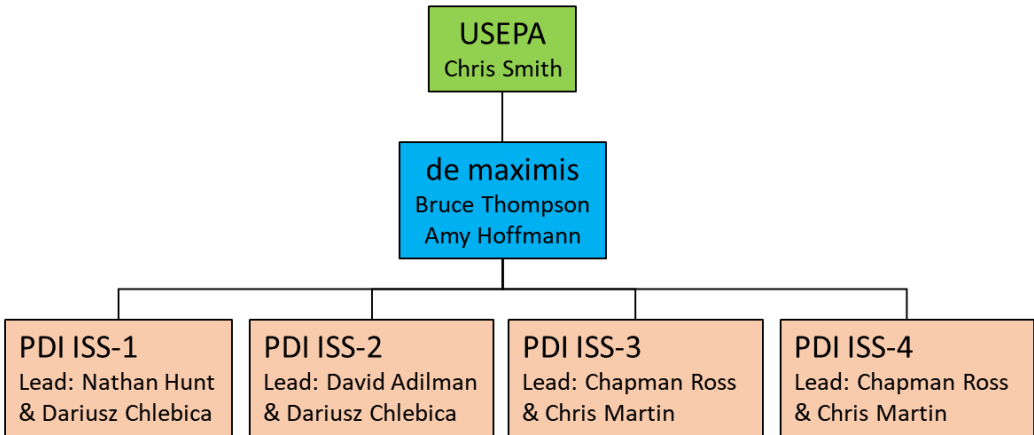 USEPA
Chris Smith
de maximis
Bruce Thompson
Amy Hoffmann
PDI ISS-1
Lead: Nathan Hunt
& Dariusz Chlebica
PDI ISS-2
Lead: David Adilman
& Dariusz Chlebica
PDI ISS-3
Lead: Chapman Ross
& Chris Martin
PDI ISS-4
Lead: Chapman Ross
& Chris Martin